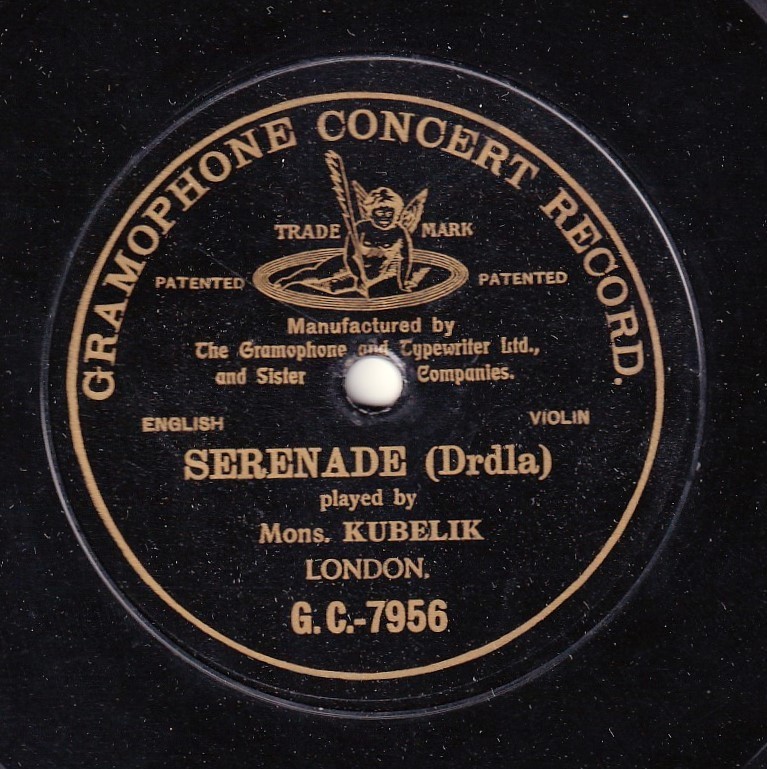 GRAMOPHONE CONCERT RECORD.
TRADE MARK
PATENTED PATENTED
Manufactured by
The Gramophone and Typewriter Ltd.,
and Sister Companies.
ENGLISH VIOLIN
SERENADE (Drdla)
played by
Mons. KUBELIK
LONDON.
G.C.-7956